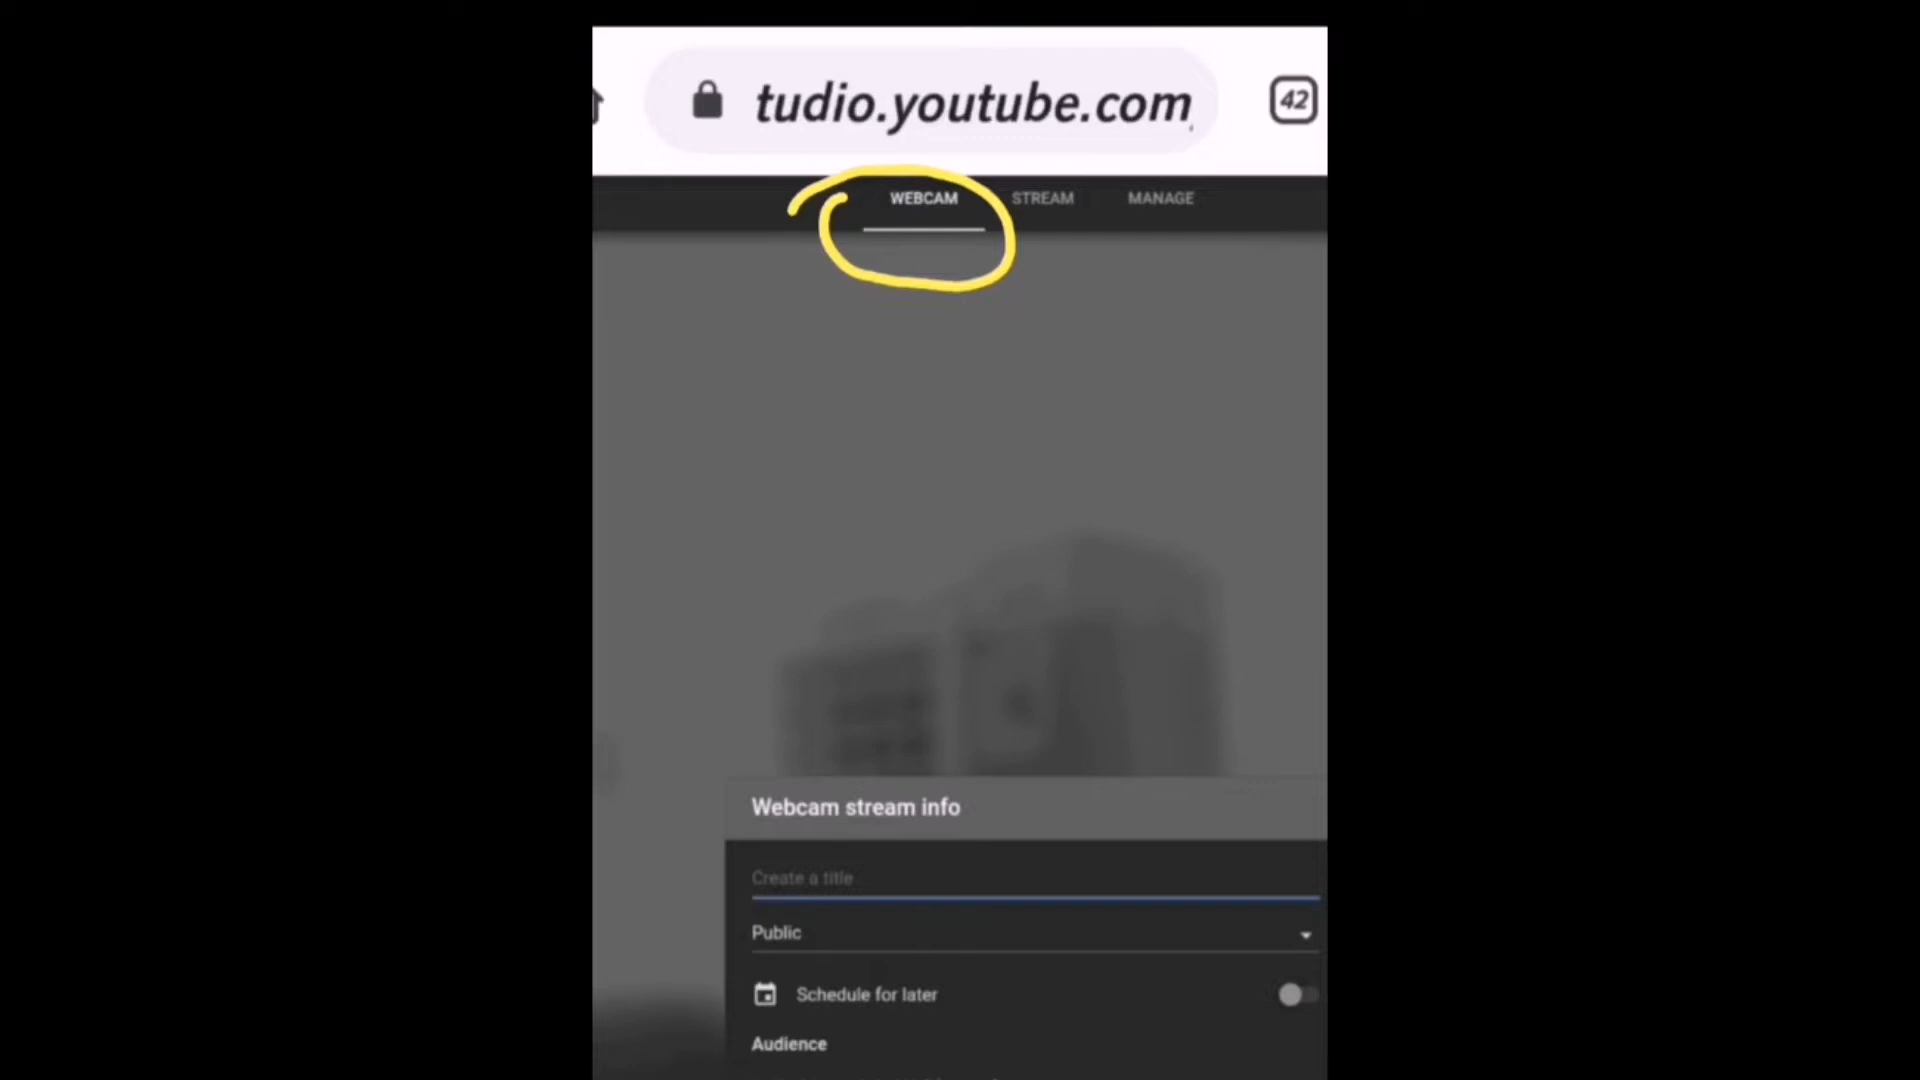 tudio.youtube.com
42
WEBCAM STREAM MANAGE
Webcam stream info
Create a title
Public
Schedule for later
Audience